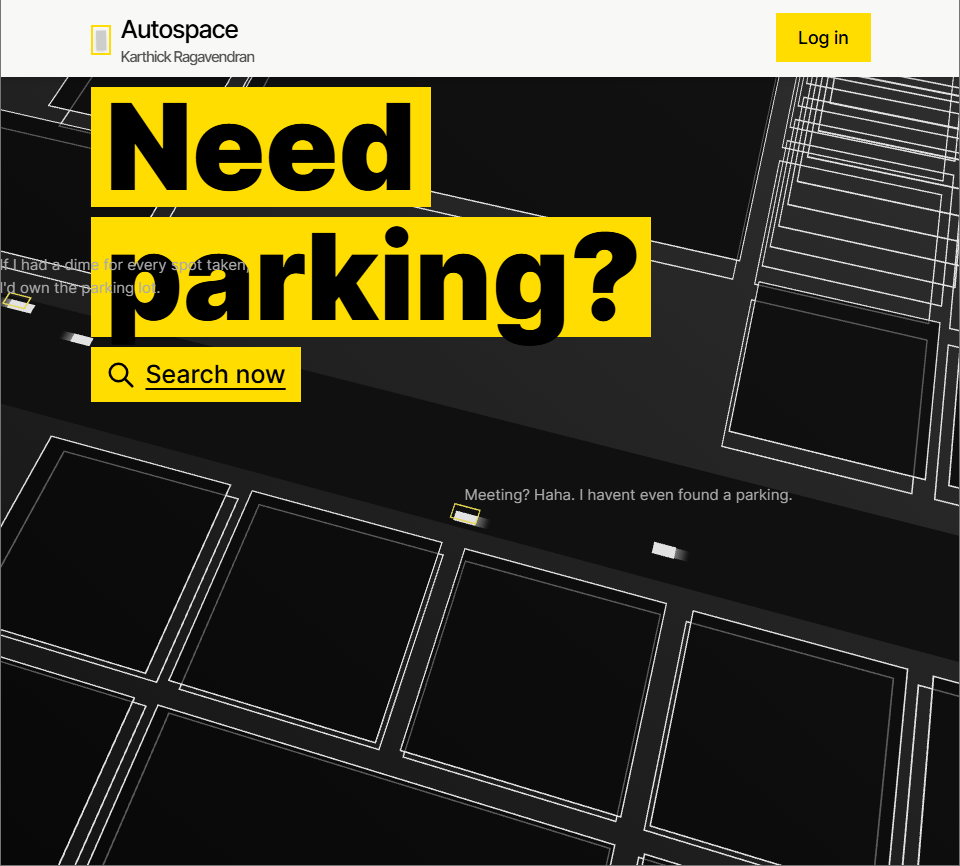 Autospace
Karthick Ragavendran
Log in
Need
parking?
If I had a dime for every spot taken,
I'd own the parking lot.
Search now
Meeting? Haha. I havent even found a parking.